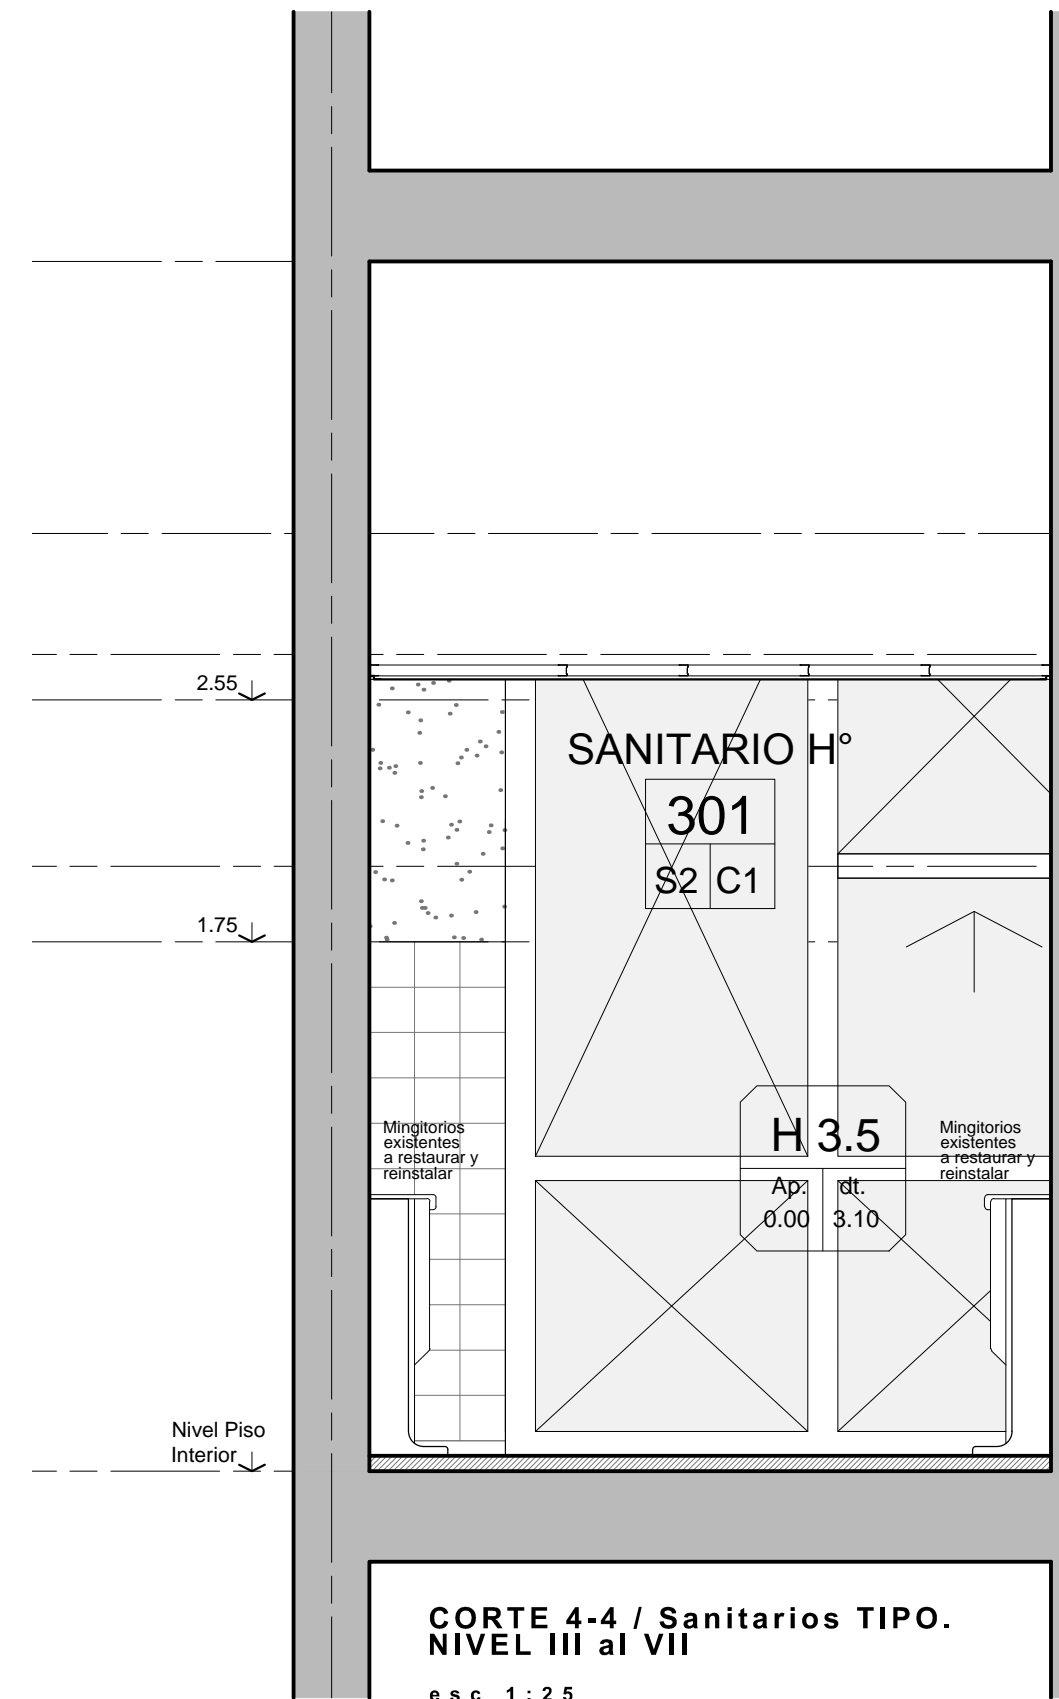 2.55
SANITARIO H°
301
S2 C1
1.75
H 3.5
Ap. dt.
0.00 3.10
Mingitorios
existentes
a restaurar y
reinstalar
Mingitorios
existentes
a restaurar y
reinstalar
Nivel Piso
Interior
CORTE 4-4 / Sanitarios TIPO.
NIVEL III al VII
esc 1:25